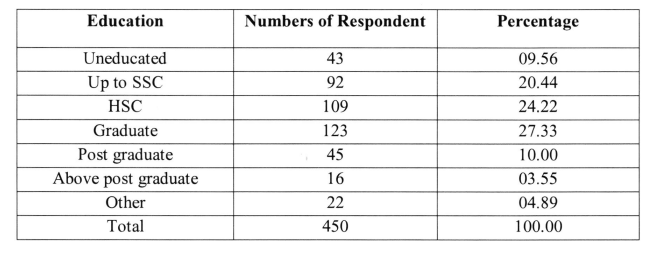 Education Numbers of Respondent Percentage
Uneducated 43 09.56
Up to SSC 92 20.44
HSC 109 24.22
Graduate 123 27.33
Post graduate 45 10.00
Above post graduate 16 03.55
Other 22 04.89
Total 450 100.00